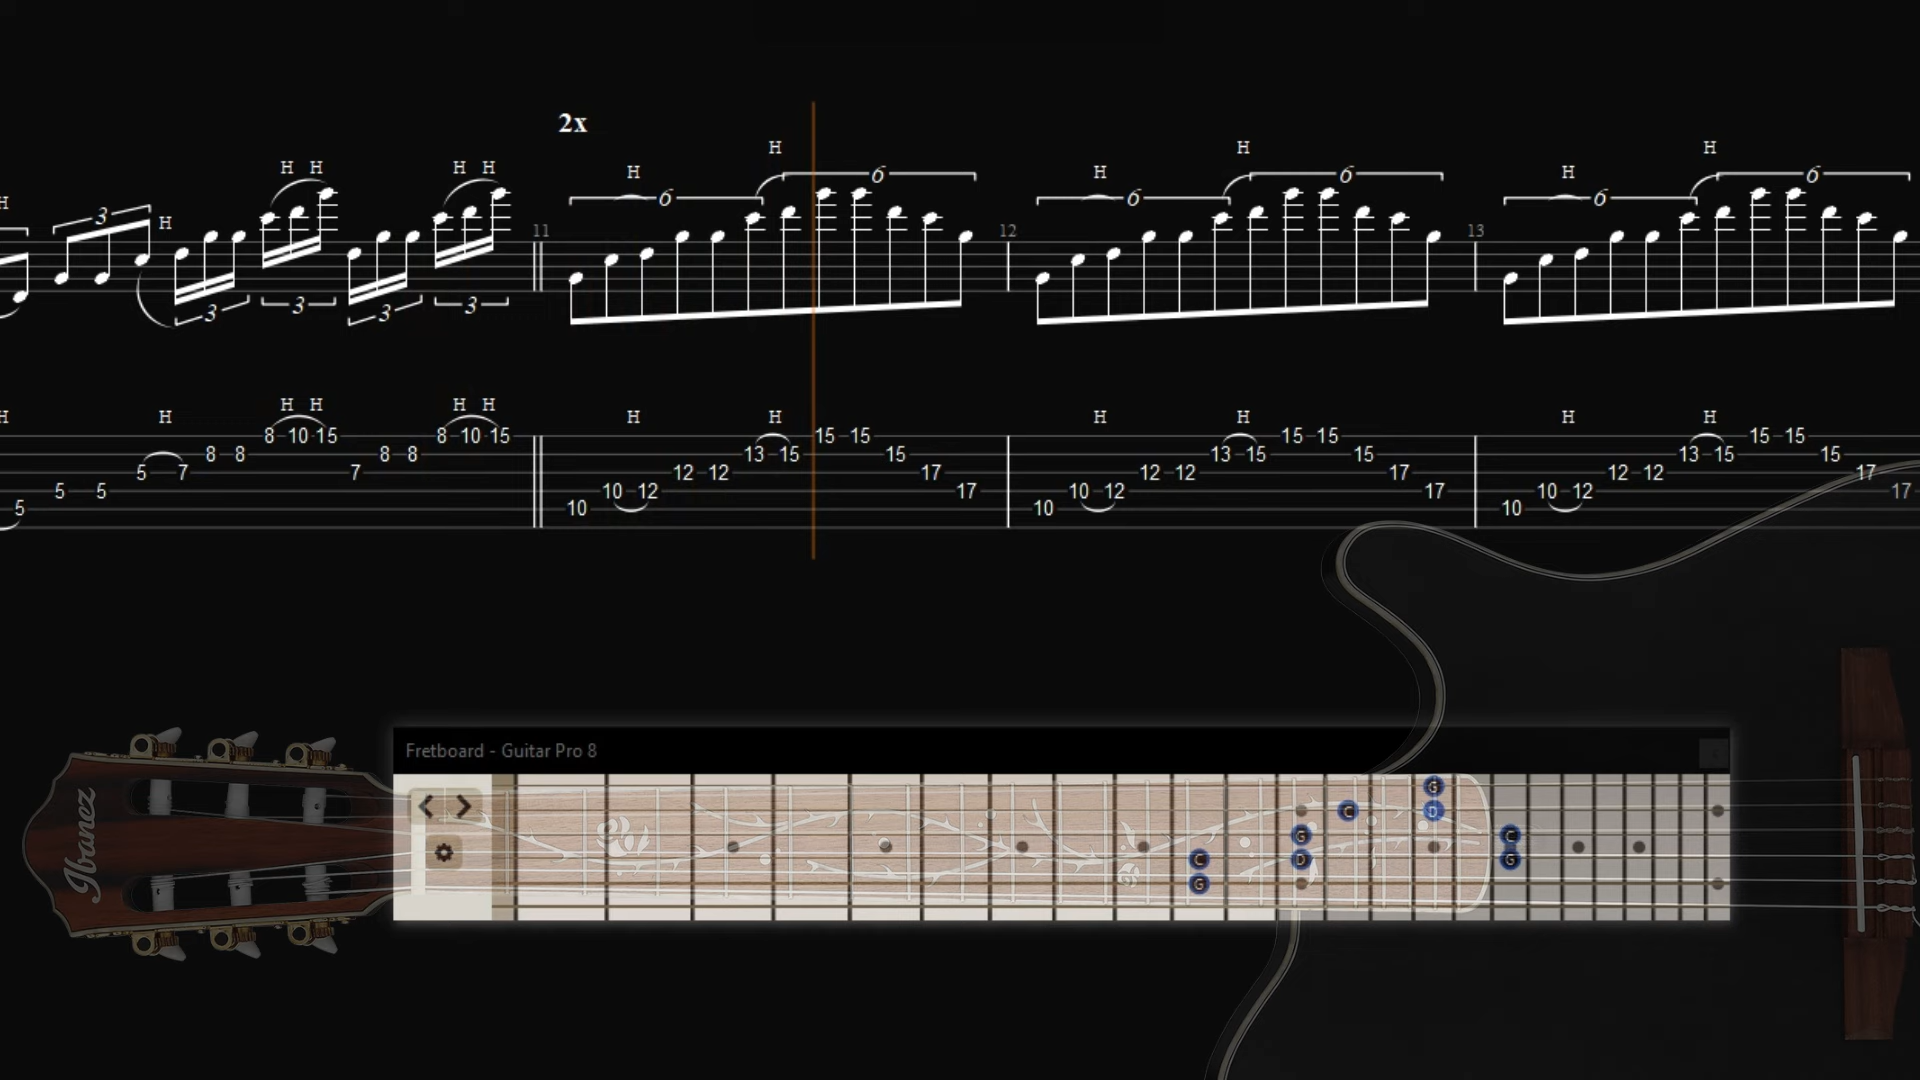 2x
H H H H H H H H H H H
3 H 6 6 6 6 6 6
11 12 13
3 3 3 3
H H H H H H H H H H H H
8 10 15 8 10 15 15 15 15 15 15 15
8 8 8 8 13 15 15 13 15 15 13 15 15
5 7 7 12 12 17 12 12 17 12 12 17
5 5 10 12 17 10 12 17 10 12 17
5 10 10 10
Fretboard - Guitar Pro 8
G
C D
G C
C D G
G
Ibanez